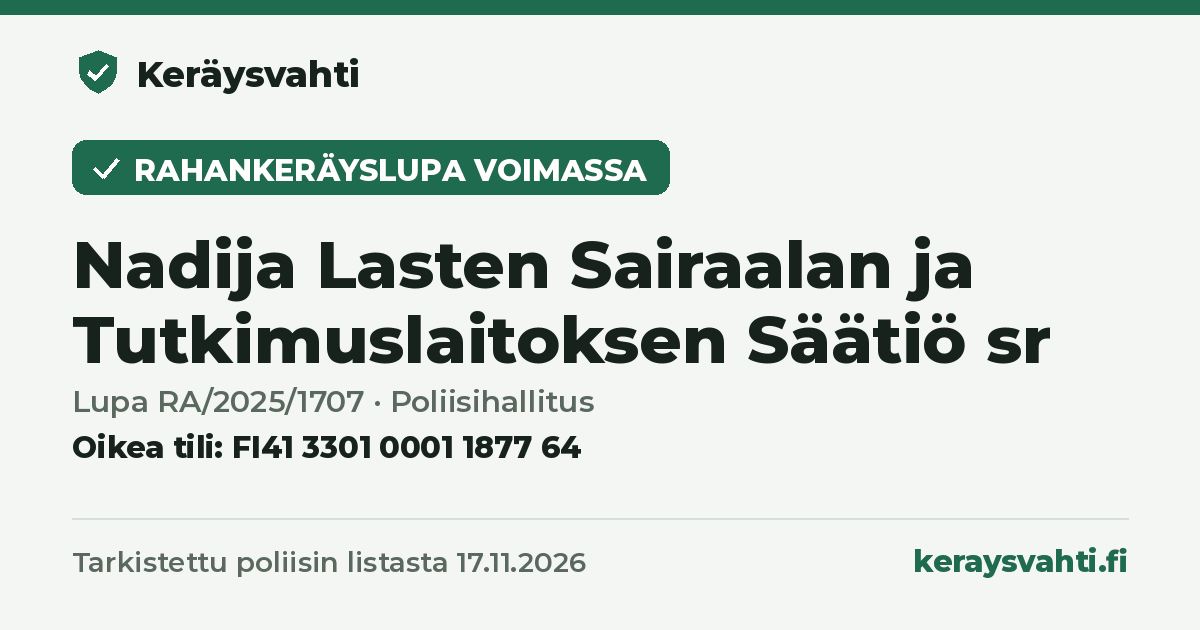 Keräysvahti
RAHANKERÄYSLUPA VOIMASSA
Nadija Lasten Sairaalan ja
Tutkimuslaitoksen Säätiö sr
Lupa RA/2025/1707 · Poliisihallitus
Oikea tili: FI41 3301 0001 1877 64
Tarkistettu poliisin listasta 17.11.2026
keraysvahti.fi